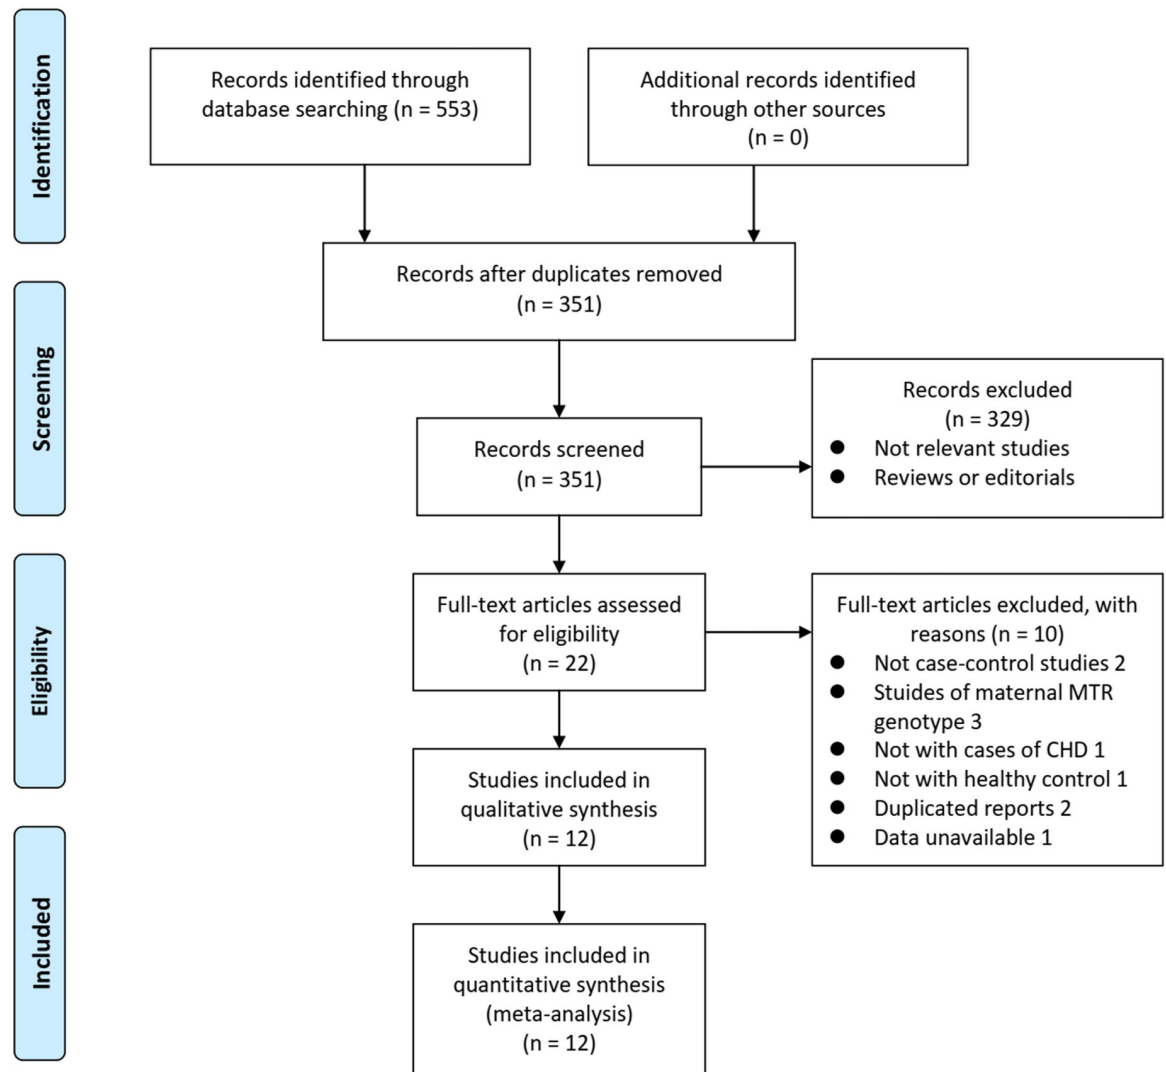 Identification
Records identified through
database searching (n = 553)
Additional records identified
through other sources
(n = 0)
Records after duplicates removed
(n = 351)
Screening
Records screened
(n = 351)
Records excluded
(n = 329)
● Not relevant studies
● Reviews or editorials
Eligibility
Full-text articles assessed
for eligibility
(n = 22)
Full-text articles excluded, with
reasons (n = 10)
● Not case-control studies 2
● Stuides of maternal MTR
genotype 3
● Not with cases of CHD 1
● Not with healthy control 1
● Duplicated reports 2
● Data unavailable 1
Studies included in
qualitative synthesis
(n = 12)
Included
Studies included in
quantitative synthesis
(meta-analysis)
(n = 12)